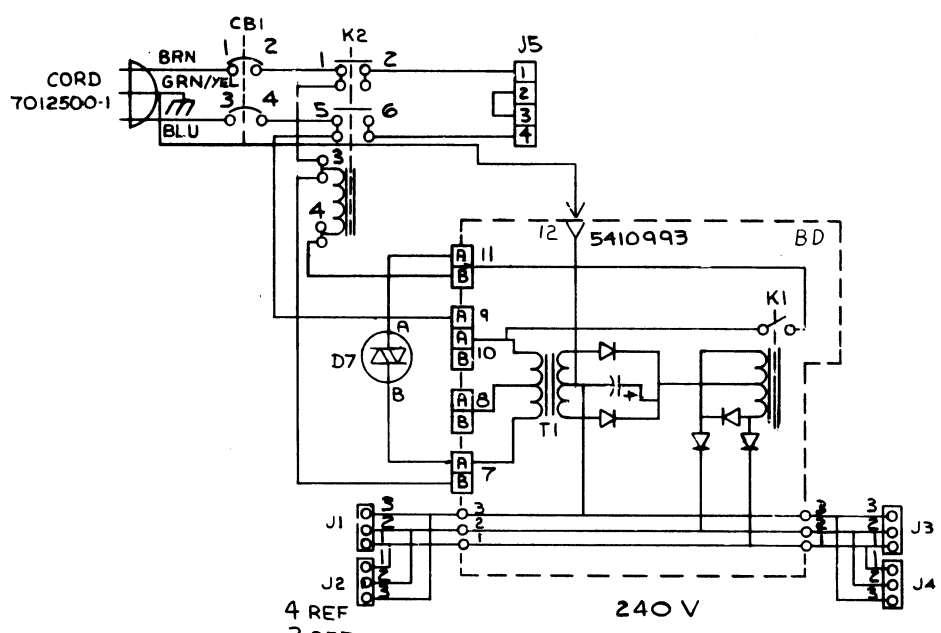 CB1
K2
J5
1 2
1 2
BRN
CORD
7012500-1
GRN/YEL
1
2
3
4
3 4
5 6
BLU
3
4
12
5410993
BD
11
A
B
K1
A 9
A
B 10
D7
A
B
A 8
B
T1
+
A 7
B
J1
3
2
1
3
2
1
3
2
1
J3
J2
1
2
3
1
2
3
J4
4 REF
240 V